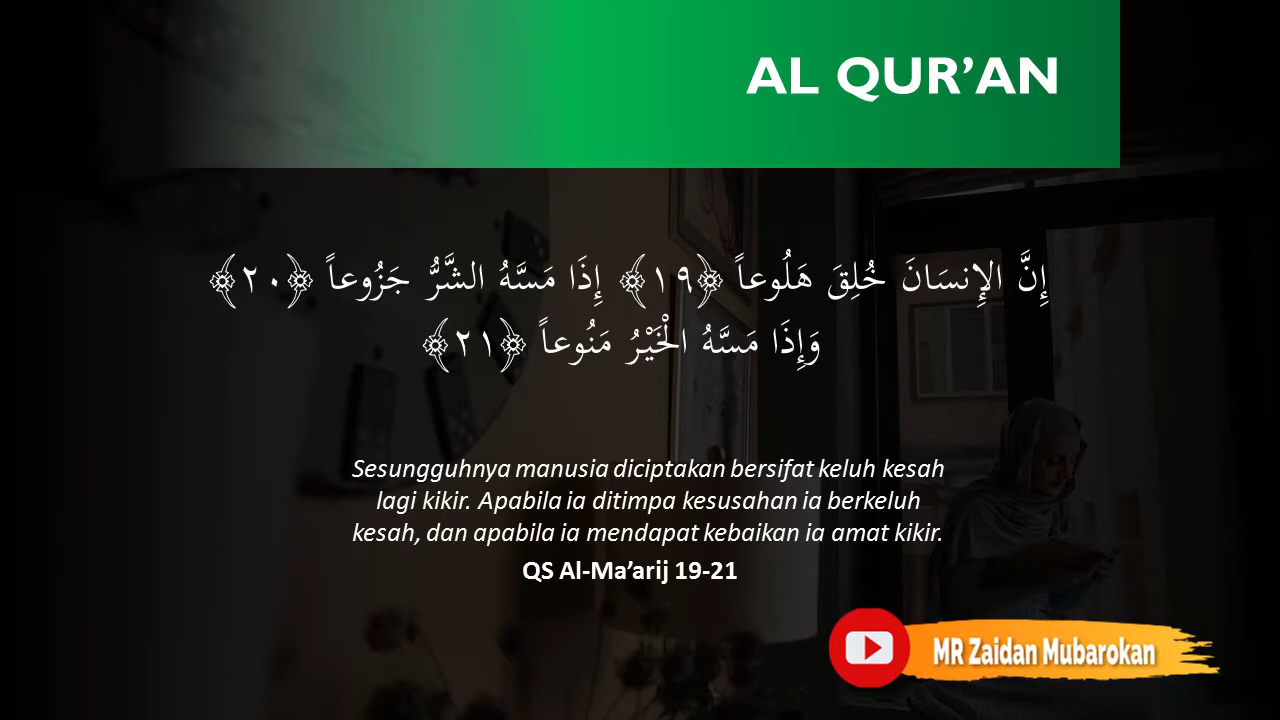 AL QUR’AN
إِنَّ الإِنسَانَ خُلِقَ هَلُوعاً ﴿١٩﴾ إِذَا مَسَّهُ الشَّرُّ جَزُوعاً ﴿٢٠﴾
وَإِذَا مَسَّهُ الْخَيْرُ مَنُوعاً ﴿٢١﴾
Sesungguhnya manusia diciptakan bersifat keluh kesah
lagi kikir. Apabila ia ditimpa kesusahan ia berkeluh
kesah, dan apabila ia mendapat kebaikan ia amat kikir.
QS Al-Ma’arij 19-21
MR Zaidan Mubarokan